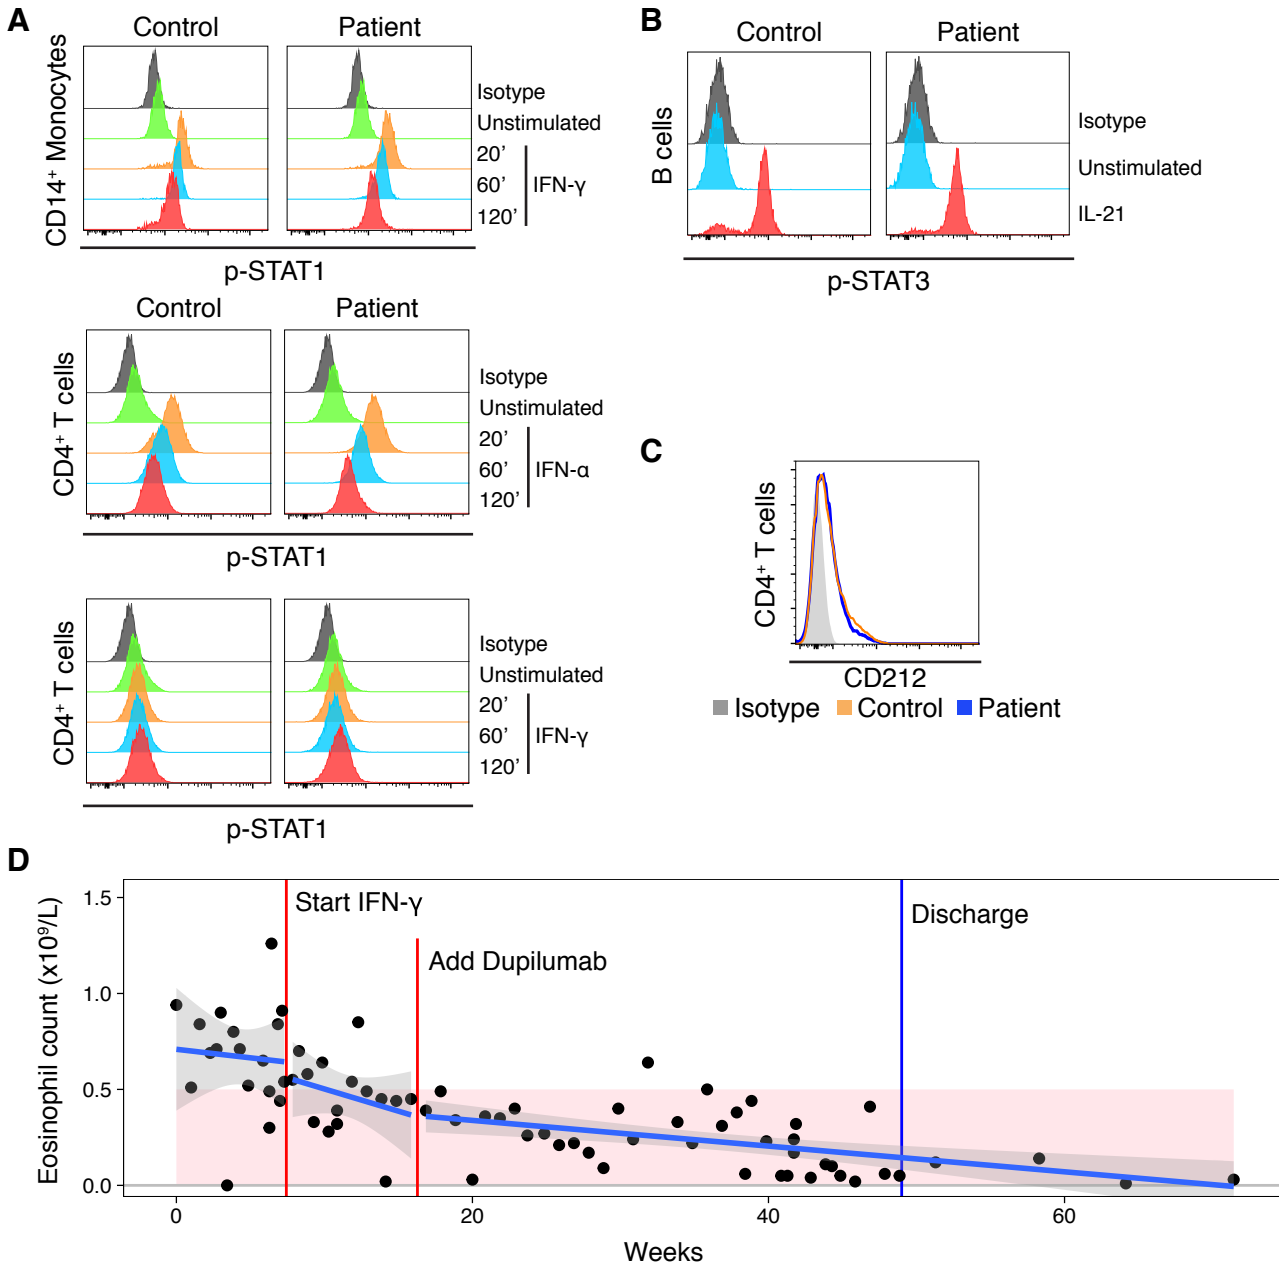 A
Control
Patient
CD14⁺ Monocytes
Isotype
Unstimulated
20’
60’
120’
IFN-γ
p-STAT1
Control
Patient
CD4⁺ T cells
Isotype
Unstimulated
20’
60’
120’
IFN-α
p-STAT1
CD4⁺ T cells
Isotype
Unstimulated
20’
60’
120’
IFN-γ
p-STAT1
B
Control
Patient
B cells
Isotype
Unstimulated
IL-21
p-STAT3
C
CD4⁺ T cells
CD212
Isotype Control Patient
D
Eosinophil count (x10⁹/L)
1.5
1.0
0.5
0.0
Start IFN-γ
Add Dupilumab
Discharge
0 20 40 60
Weeks